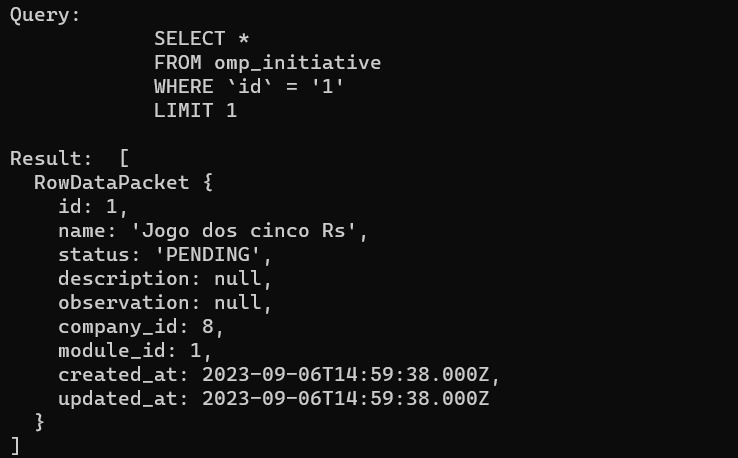 Query:
SELECT *
FROM omp_initiative
WHERE `id` = '1'
LIMIT 1
Result:  [
RowDataPacket {
id: 1,
name: 'Jogo dos cinco Rs',
status: 'PENDING',
description: null,
observation: null,
company_id: 8,
module_id: 1,
created_at: 2023-09-06T14:59:38.000Z,
updated_at: 2023-09-06T14:59:38.000Z
}
]